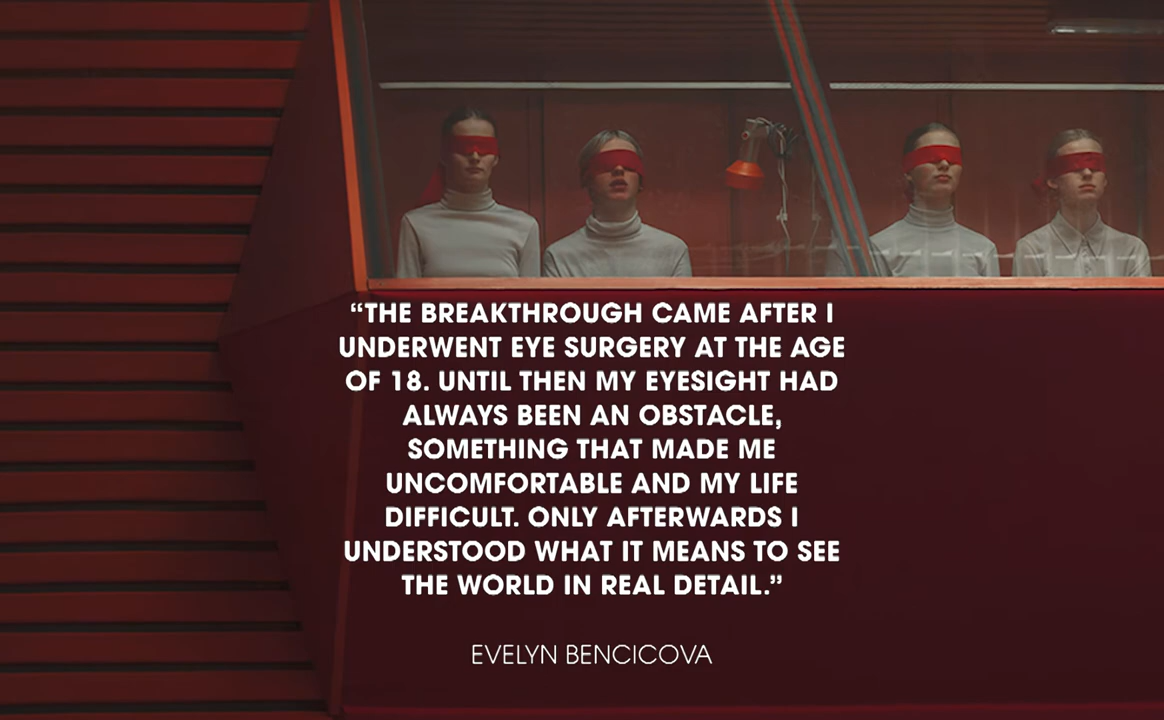 “THE BREAKTHROUGH CAME AFTER I
UNDERWENT EYE SURGERY AT THE AGE
OF 18. UNTIL THEN MY EYESIGHT HAD
ALWAYS BEEN AN OBSTACLE,
SOMETHING THAT MADE ME
UNCOMFORTABLE AND MY LIFE
DIFFICULT. ONLY AFTERWARDS I
UNDERSTOOD WHAT IT MEANS TO SEE
THE WORLD IN REAL DETAIL.”
EVELYN BENCICOVA